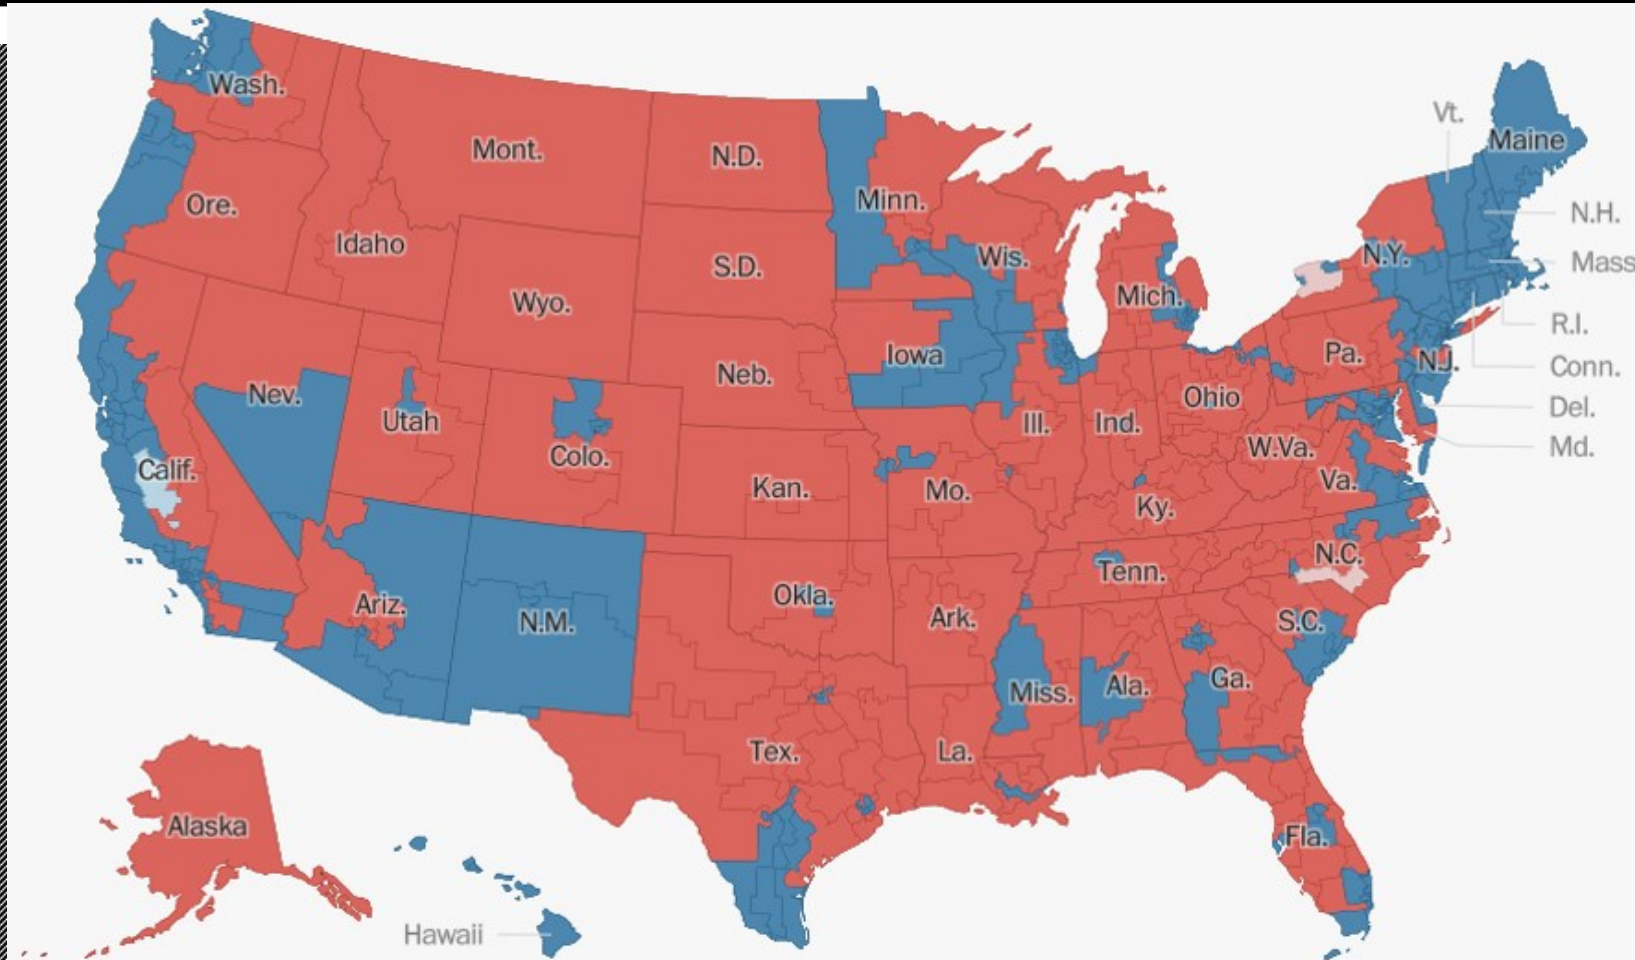 Wash.
Vt.
Maine
Mont.
N.D.
Minn.
Ore.
N.H.
Idaho
Wis.
N.Y.
Mass
S.D.
Wyo.
Mich.
R.I.
Iowa
Pa.
N.J.
Conn.
Neb.
Nev.
Utah
Ohio
Del.
Ill.
Ind.
Md.
Colo.
W.Va.
Calif.
Kan.
Mo.
Va.
Ky.
N.C.
Tenn.
Ariz.
Okla.
N.M.
Ark.
S.C.
Miss.
Ala.
Ga.
Tex.
La.
Alaska
Fla.
Hawaii